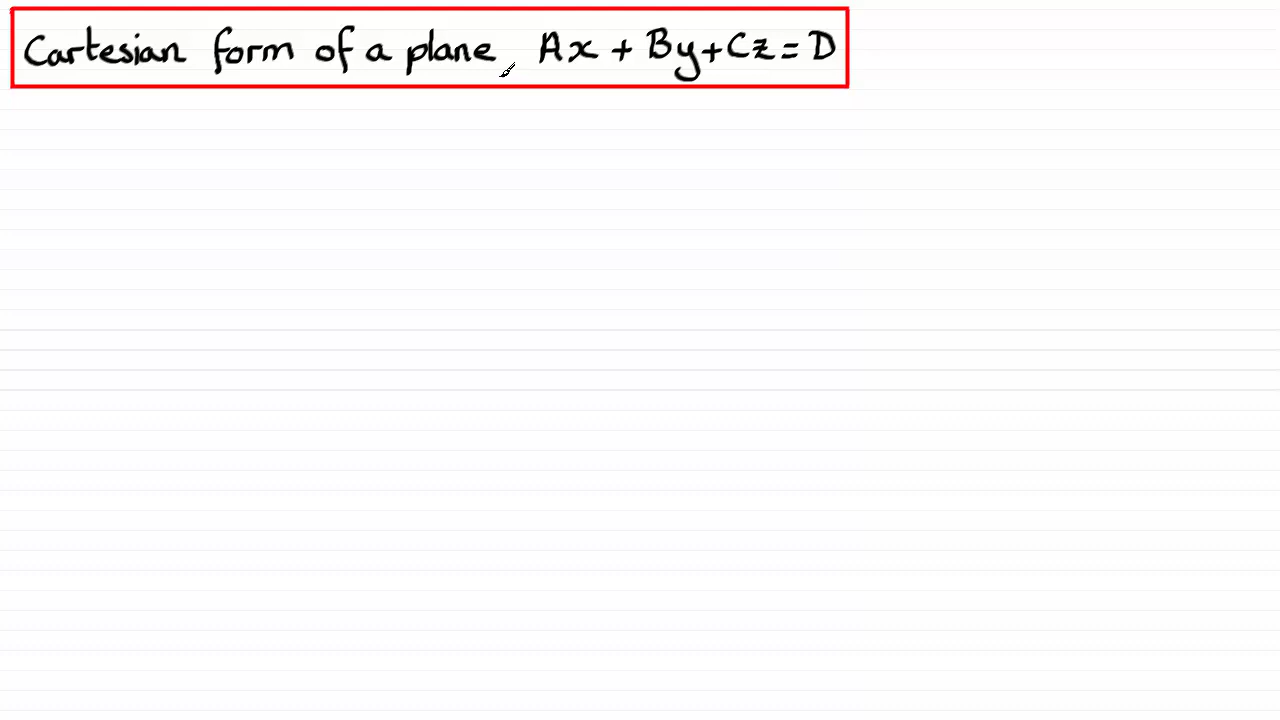 Cartesian form of a plane, Ax + By + Cz = D